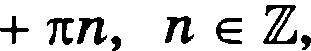 + πn, n ∈ ℤ,